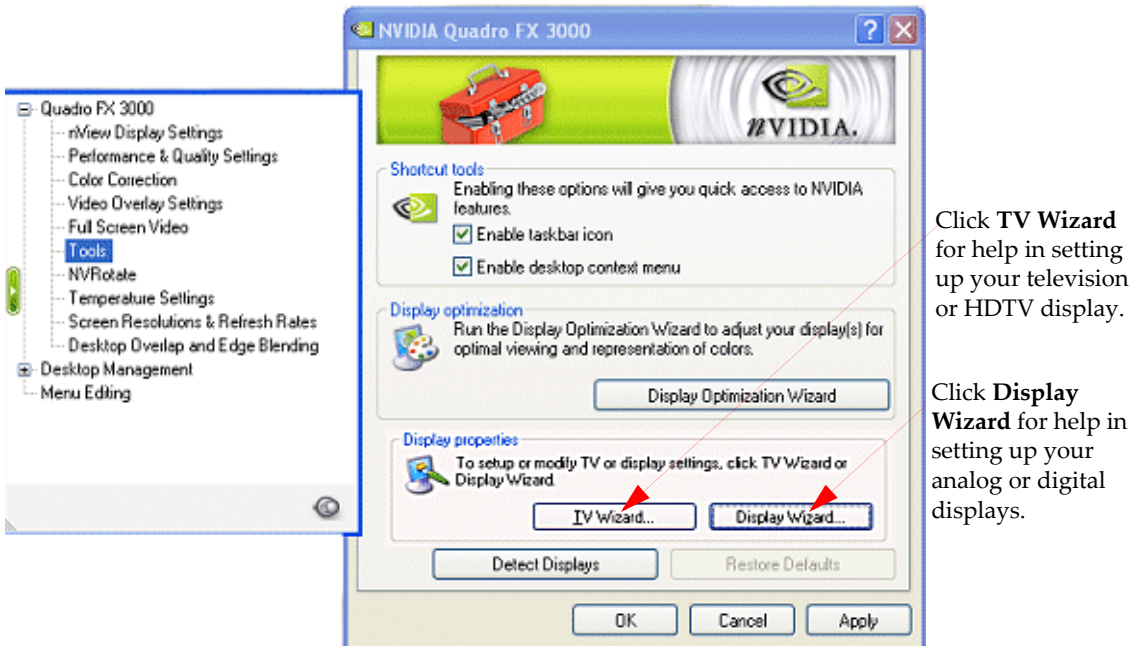 NVIDIA Quadro FX 3000
nVIDIA.
Quadro FX 3000
nView Display Settings
Performance & Quality Settings
Color Correction
Video Overlay Settings
Full Screen Video
Tools
NVRotate
Temperature Settings
Screen Resolutions & Refresh Rates
Desktop Overlap and Edge Blending
Desktop Management
Menu Editing
Shortcut tools
Enabling these options will give you quick access to NVIDIA
features.
Enable taskbar icon
Enable desktop context menu
Display optimization
Run the Display Optimization Wizard to adjust your display(s) for
optimal viewing and representation of colors.
Display Optimization Wizard
Display properties
To setup or modify TV or display settings, click TV Wizard or
Display Wizard.
TV Wizard...
Display Wizard...
Detect Displays
Restore Defaults
OK
Cancel
Apply
Click TV Wizard
for help in setting
up your television
or HDTV display.
Click Display
Wizard for help in
setting up your
analog or digital
displays.